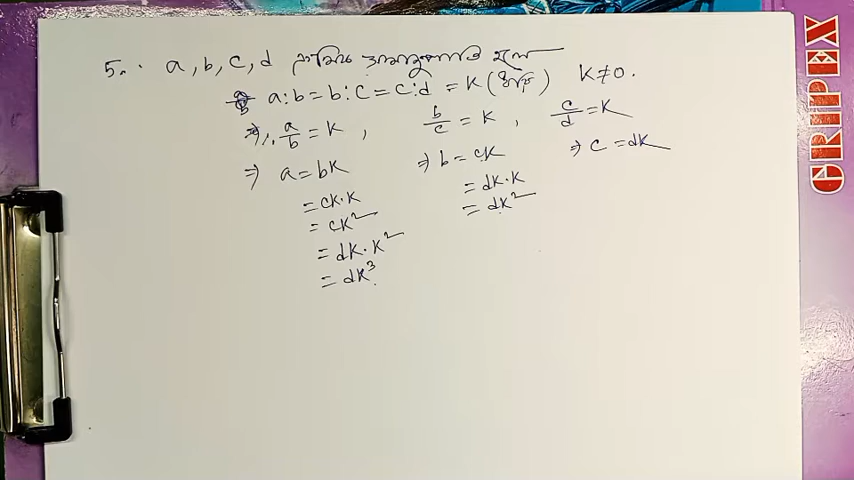 5. a, b, c, d ক্রমিক সমানুপাতি হলে
a:b = b:c = c:d = K (ধরি) K≠0.
⇒ a/b = K, b/c = K, c/d = K
⇒ a = bK ⇒ b = cK ⇒ c = dK
= cK·K = dK·K
= cK² = dK²
= dK·K²
= dK³
GRIPEX